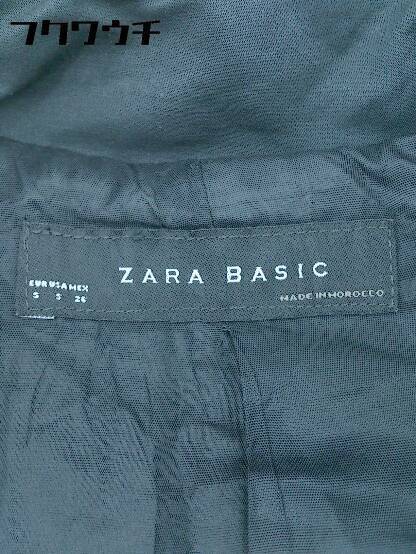 フクワウチ
ZARA BASIC
EUR USA MEX
S S 26
MADE IN MOROCCO